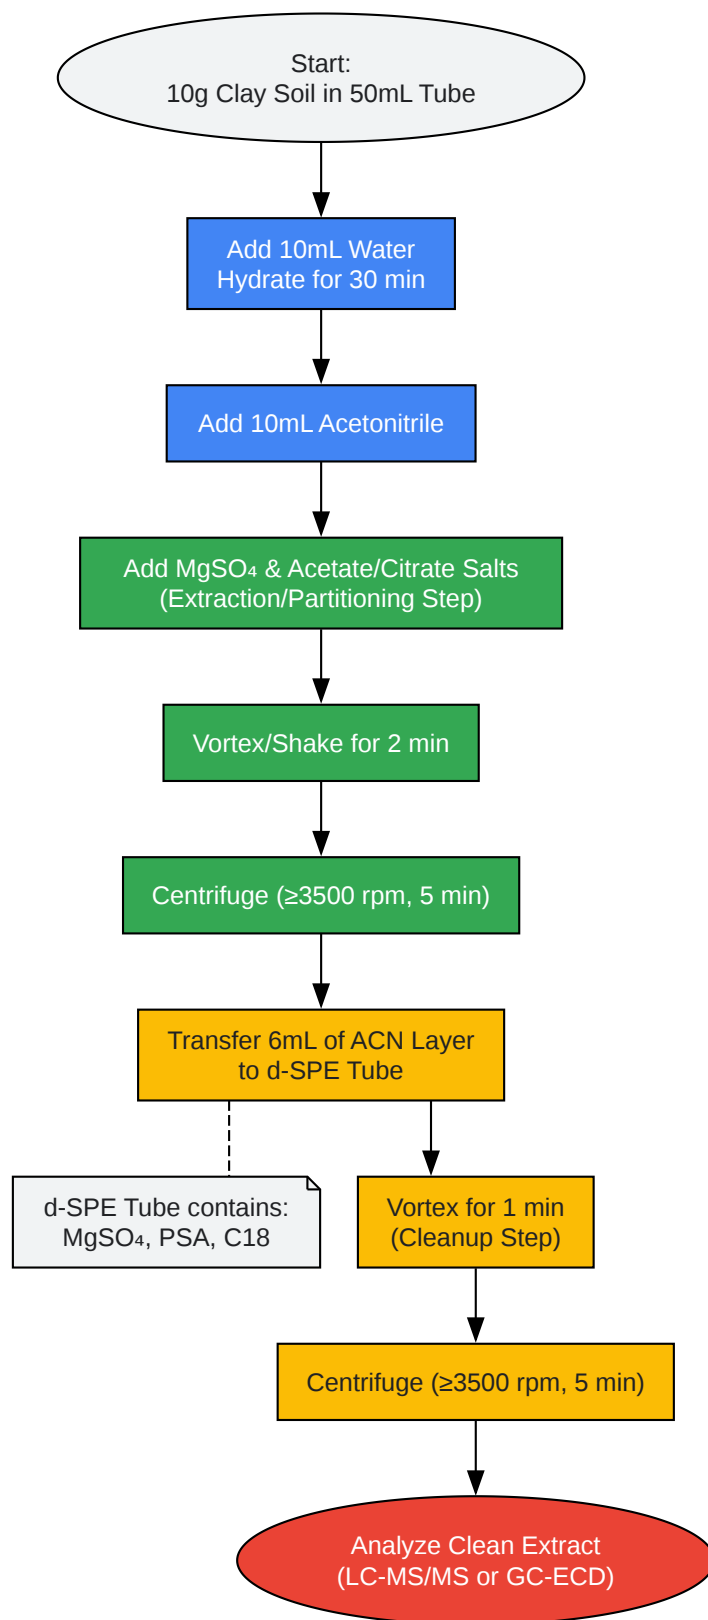 Start:
10g Clay Soil in 50mL Tube
Add 10mL Water
Hydrate for 30 min
Add 10mL Acetonitrile
Add MgSO₄ & Acetate/Citrate Salts
(Extraction/Partitioning Step)
Vortex/Shake for 2 min
Centrifuge (≥3500 rpm, 5 min)
Transfer 6mL of ACN Layer
to d-SPE Tube
d-SPE Tube contains:
MgSO₄, PSA, C18
Vortex for 1 min
(Cleanup Step)
Centrifuge (≥3500 rpm, 5 min)
Analyze Clean Extract
(LC-MS/MS or GC-ECD)